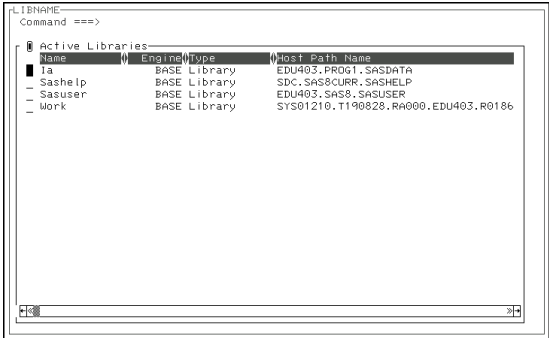 LIBNAME
Command ===>
Active Libraries
Name Engine Type Host Path Name
Ia BASE Library EDU403.PROG1.SASDATA
_ Sashelp BASE Library SDC.SAS8CURR.SASHELP
_ Sasuser BASE Library EDU403.SAS8.SASUSER
_ Work BASE Library SYS01210.T190828.RA000.EDU403.R0186